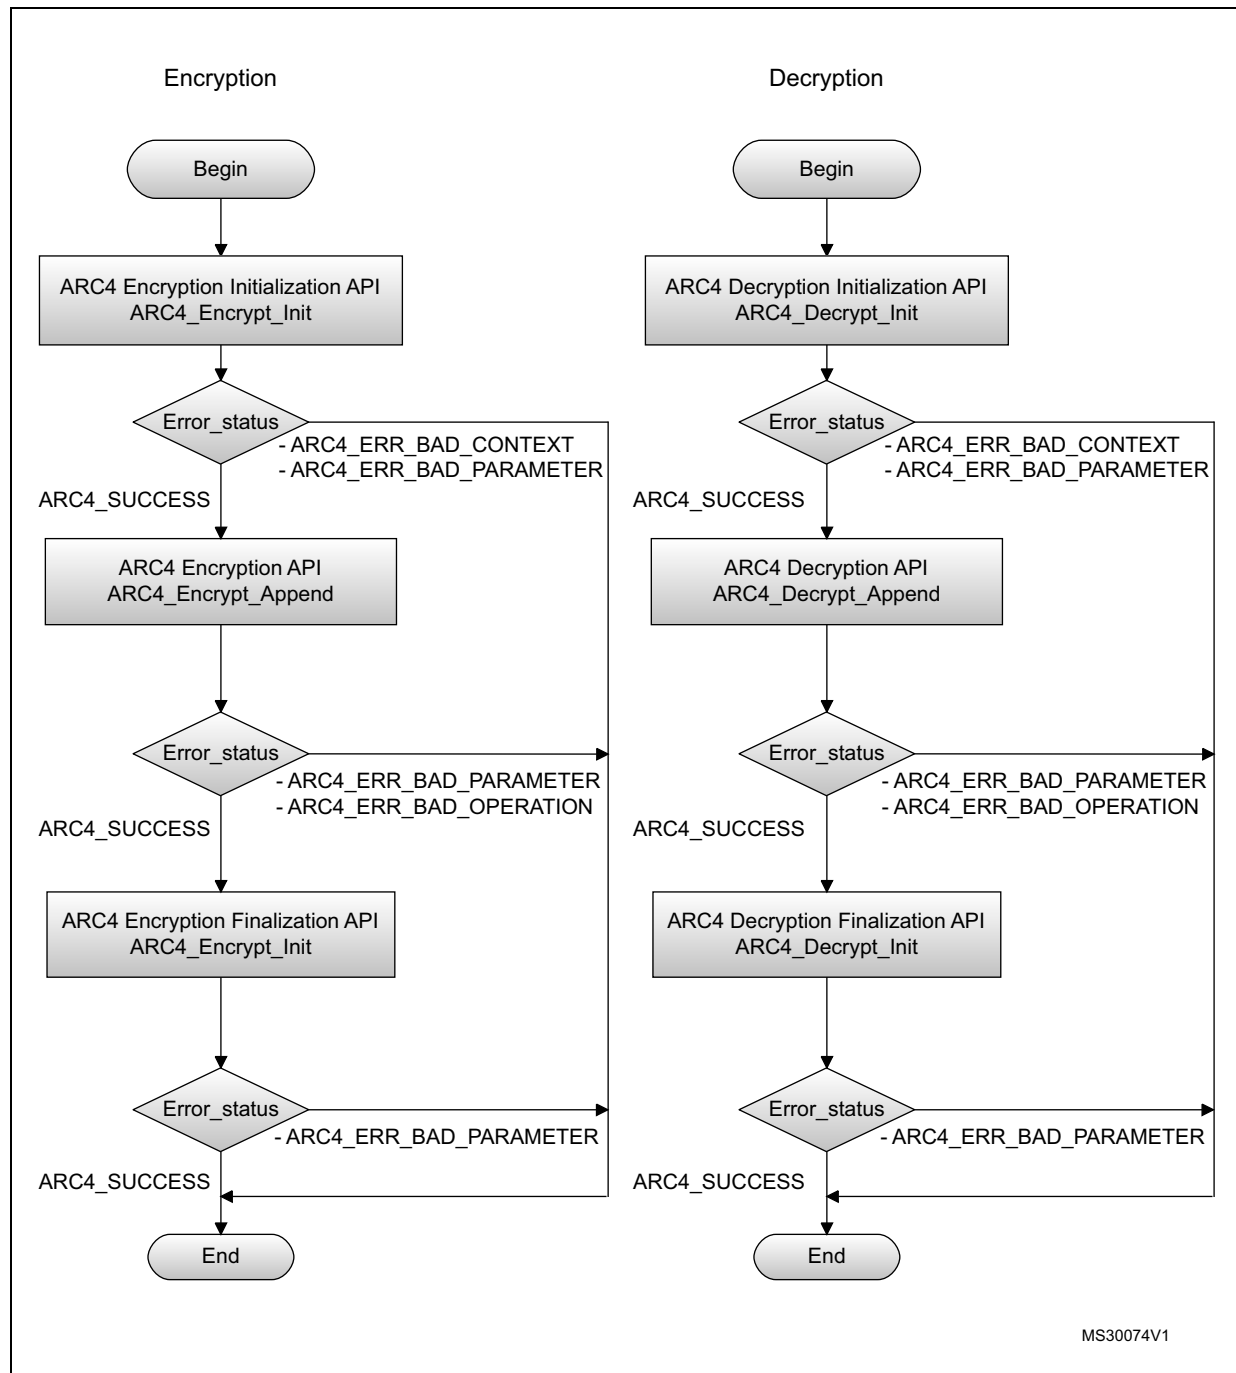 Encryption
Begin
ARC4 Encryption Initialization API
ARC4_Encrypt_Init
Error_status
- ARC4_ERR_BAD_CONTEXT
- ARC4_ERR_BAD_PARAMETER
ARC4_SUCCESS
ARC4 Encryption API
ARC4_Encrypt_Append
Error_status
- ARC4_ERR_BAD_PARAMETER
- ARC4_ERR_BAD_OPERATION
ARC4_SUCCESS
ARC4 Encryption Finalization API
ARC4_Encrypt_Init
Error_status
- ARC4_ERR_BAD_PARAMETER
ARC4_SUCCESS
End
Decryption
Begin
ARC4 Decryption Initialization API
ARC4_Decrypt_Init
Error_status
- ARC4_ERR_BAD_CONTEXT
- ARC4_ERR_BAD_PARAMETER
ARC4_SUCCESS
ARC4 Decryption API
ARC4_Decrypt_Append
Error_status
- ARC4_ERR_BAD_PARAMETER
- ARC4_ERR_BAD_OPERATION
ARC4_SUCCESS
ARC4 Decryption Finalization API
ARC4_Decrypt_Init
Error_status
- ARC4_ERR_BAD_PARAMETER
ARC4_SUCCESS
End
MS30074V1